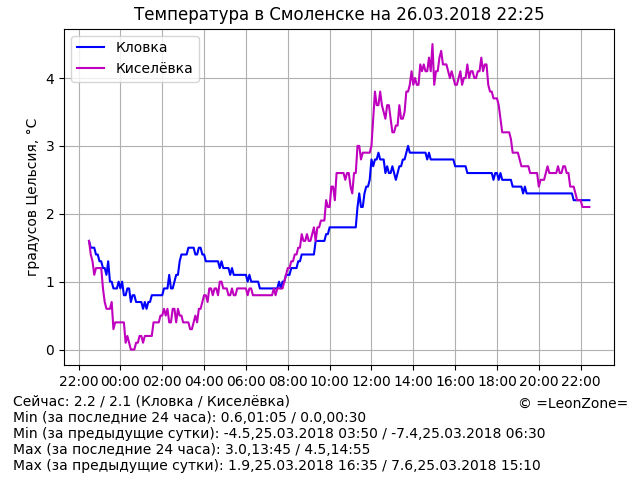 Температура в Смоленске на 26.03.2018 22:25
Кловка
Киселёвка
градусов Цельсия, °C
4
3
2
1
0
22:00 00:00 02:00 04:00 06:00 08:00 10:00 12:00 14:00 16:00 18:00 20:00 22:00
Сейчас: 2.2 / 2.1 (Кловка / Киселёвка)
© =LeonZone=
Min (за последние 24 часа): 0.6,01:05 / 0.0,00:30
Min (за предыдущие сутки): -4.5,25.03.2018 03:50 / -7.4,25.03.2018 06:30
Max (за последние 24 часа): 3.0,13:45 / 4.5,14:55
Max (за предыдущие сутки): 1.9,25.03.2018 16:35 / 7.6,25.03.2018 15:10